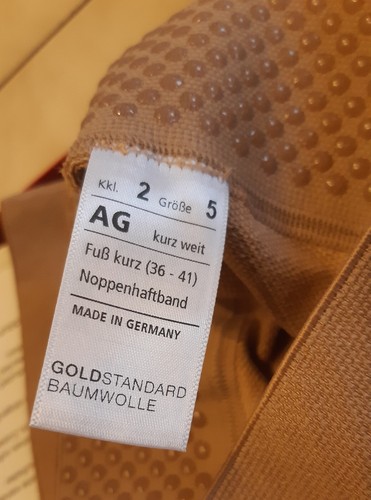 Kkl. 2 Größe 5
AG kurz weit
Fuß kurz (36 - 41)
Noppenhaftband
MADE IN GERMANY
GOLDSTANDARD
BAUMWOLLE